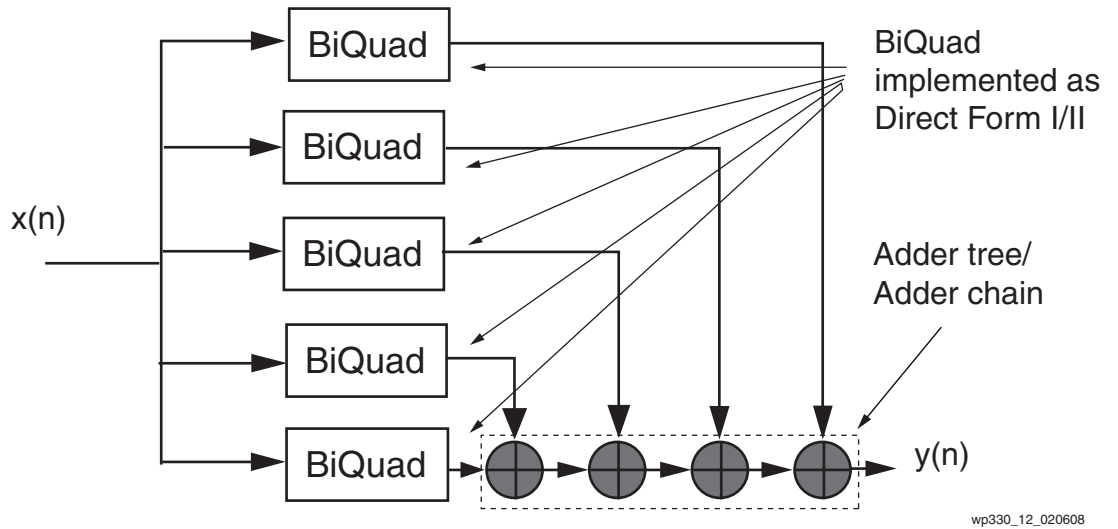 BiQuad
BiQuad
implemented as
Direct Form I/II
BiQuad
x(n)
BiQuad
Adder tree/
Adder chain
BiQuad
BiQuad
y(n)
wp330_12_020608